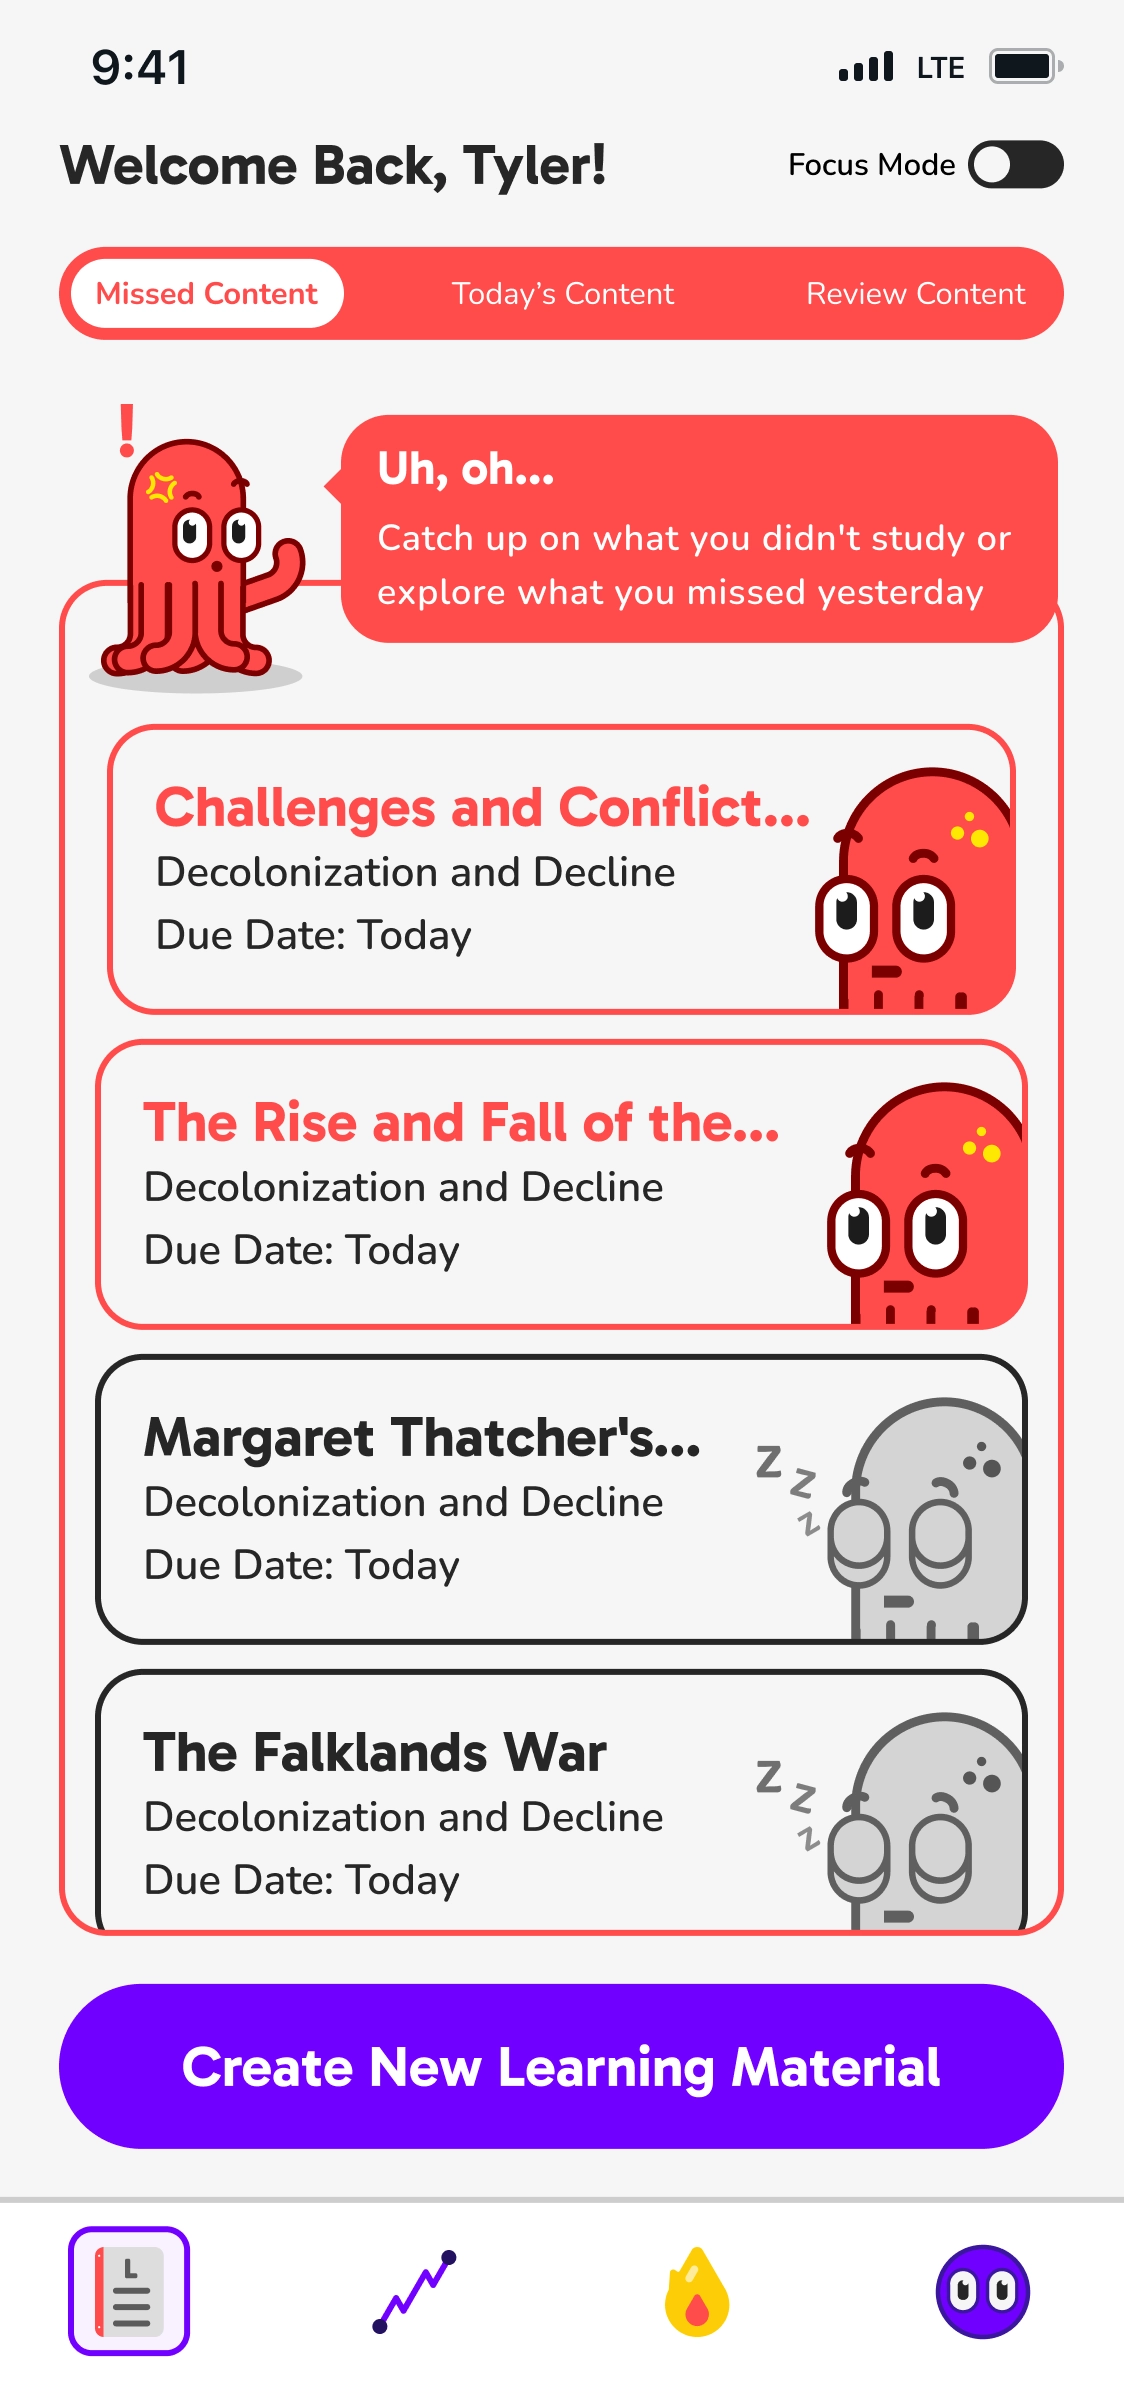 9:41
LTE
Welcome Back, Tyler!
Focus Mode
Missed Content
Today’s Content
Review Content
!
Uh, oh...
Catch up on what you didn't study or
explore what you missed yesterday
Challenges and Conflict...
Decolonization and Decline
Due Date: Today
The Rise and Fall of the...
Decolonization and Decline
Due Date: Today
Margaret Thatcher's...
Decolonization and Decline
Due Date: Today
z z z
The Falklands War
Decolonization and Decline
Due Date: Today
z z z
Create New Learning Material
L